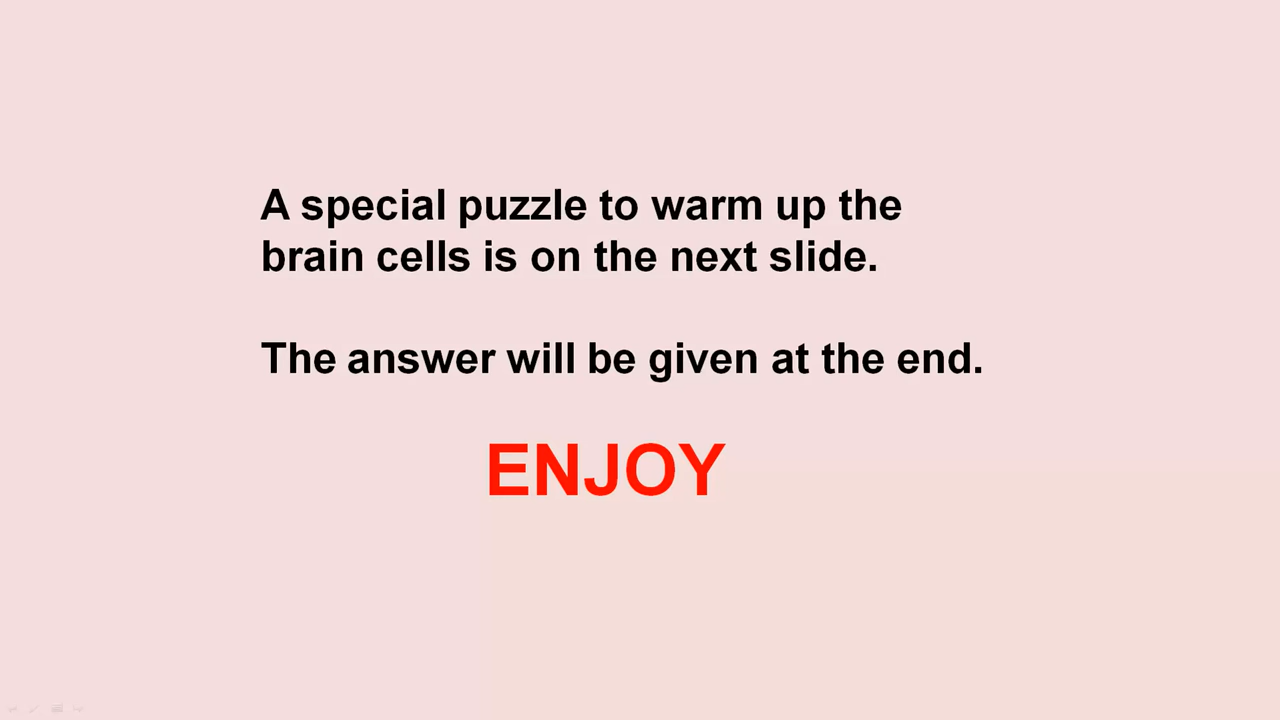 A special puzzle to warm up the
brain cells is on the next slide.
The answer will be given at the end.
ENJOY